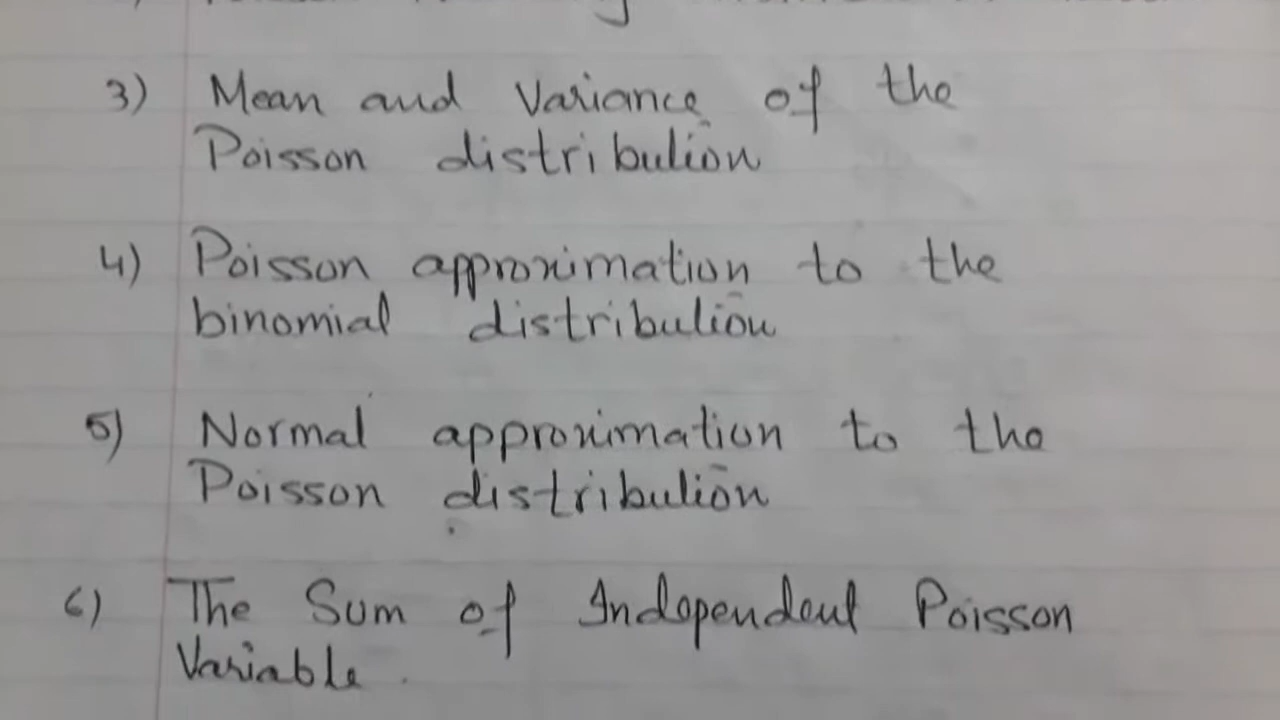 3) Mean and Variance of the
Poisson distribution
4) Poisson approximation to the
binomial distribution
5) Normal approximation to the
Poisson distribution
6) The Sum of Independent Poisson
Variable.